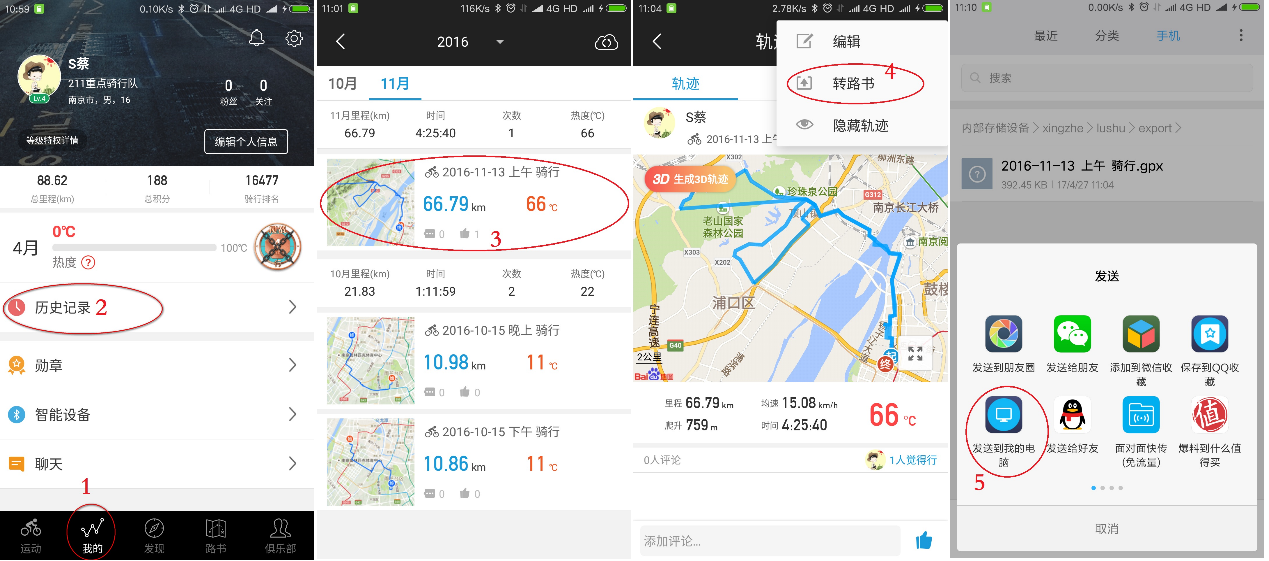 10:59
0.10K/s
4G HD
S蔡
211重点骑行队
南京市，男，16
Lv.4
0
粉丝
0
关注
等级特权详情
编辑个人信息
88.62
总里程(km)
188
总积分
16477
骑行排名
4月
0℃
100℃
热度
?
历史记录
2
勋章
智能设备
聊天
1
运动
我的
发现
路书
俱乐部
11:01
116K/s
4G HD
2016
10月
11月
11月里程(km)
时间
次数
热度(℃)
66.79
4:25:40
1
66
2016-11-13 上午 骑行
66.79 km
66 ℃
0
1
3
10月里程(km)
时间
次数
热度(℃)
21.83
1:11:59
2
22
2016-10-15 晚上 骑行
10.98 km
11 ℃
0
0
2016-10-15 下午 骑行
10.86 km
11 ℃
0
0
11:04
2.78K/s
4G HD
轨迹
编辑
转路书
4
隐藏轨迹
轨迹
S蔡
2016-11-13 上午
3D 生成3D轨迹
X302
珍珠泉公园
G312
南京长江大桥
老山国家
森林公园
顶山镇
X303
X202
浦口区
南京阅
鼓楼
宁连高速
G40
2公里
Bai
终
里程 66.79 km
均速 15.08 km/h
爬升 759 m
时间 4:25:40
66 ℃
0人评论
1人觉得行
添加评论...
11:10
0.00K/s
4G HD
最近
分类
手机
搜索
内部存储设备 > xingzhe > lushu > export >
2016-11-13 上午 骑行.gpx
392.45 KB | 17/4/27 11:04
发送
发送到朋友圈
发送给朋友
添加到微信收
藏
保存到QQ收
藏
发送到我的电
脑
发送给好友
面对面快传
(免流量)
值
爆料到什么值
得买
5
取消